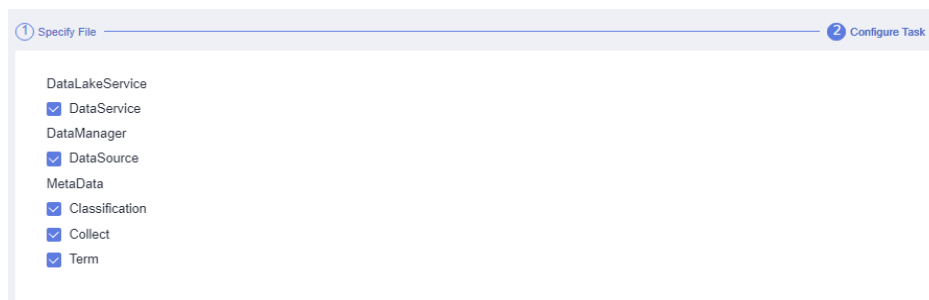 1 Specify File 2 Configure Task
DataLakeService
DataService
DataManager
DataSource
MetaData
Classification
Collect
Term